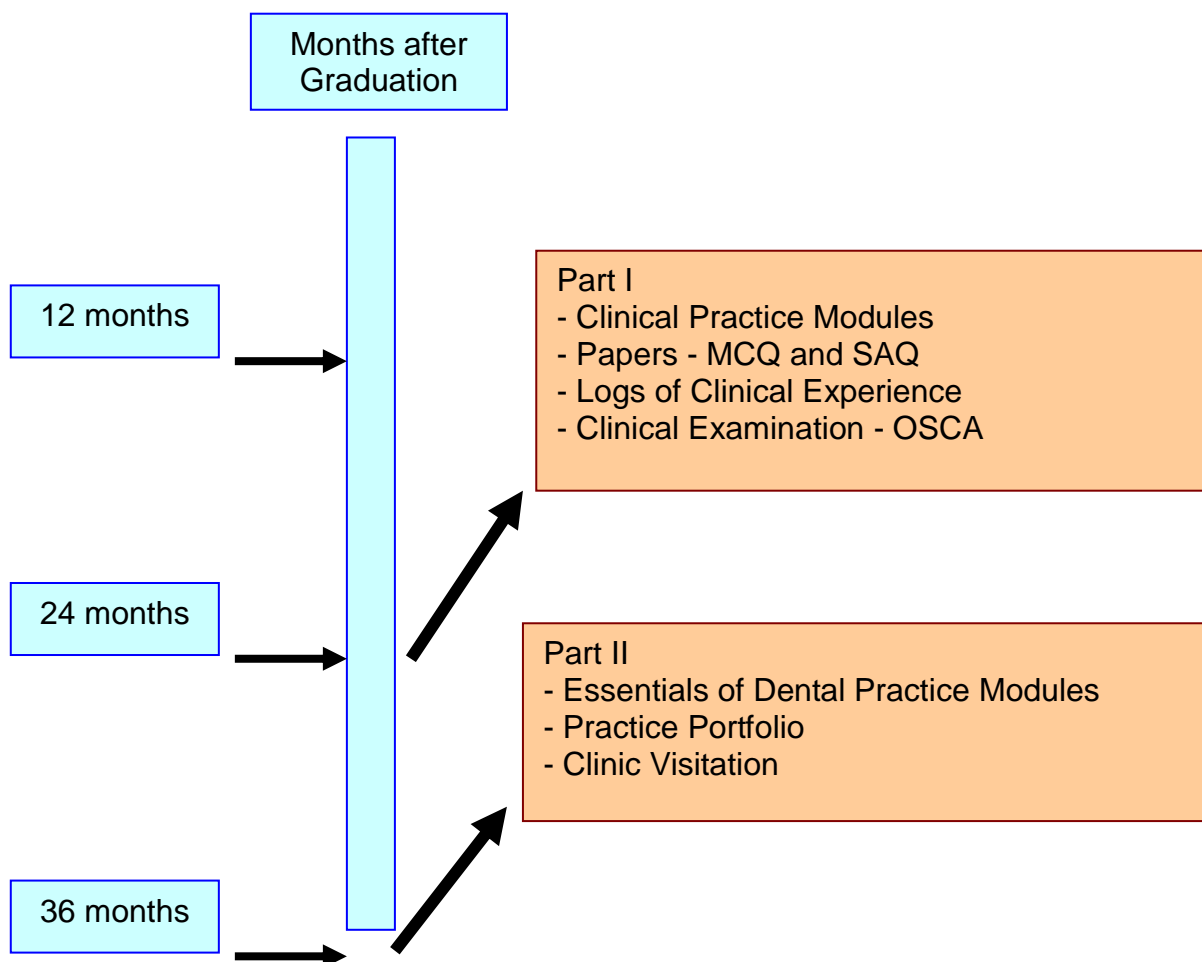 Months after
Graduation
12 months
Part I
- Clinical Practice Modules
- Papers - MCQ and SAQ
- Logs of Clinical Experience
- Clinical Examination - OSCA
24 months
Part II
- Essentials of Dental Practice Modules
- Practice Portfolio
- Clinic Visitation
36 months